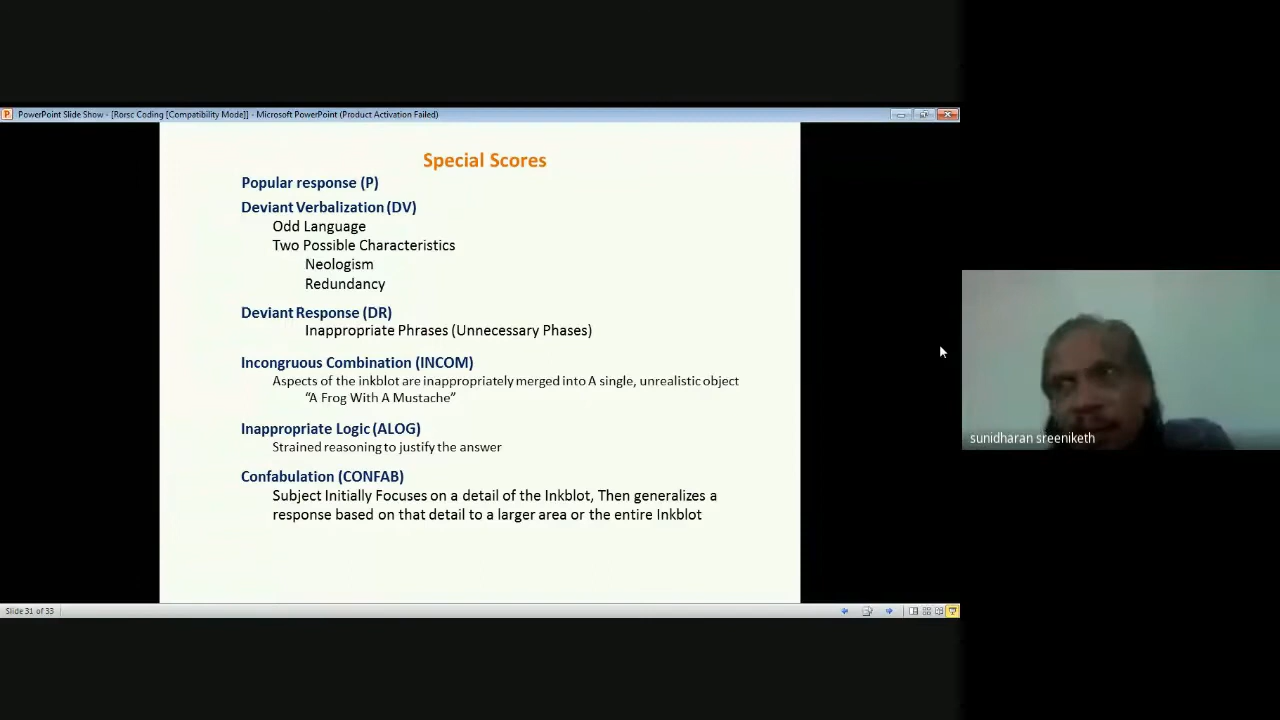 PowerPoint Slide Show - [Rorsc Coding [Compatibility Mode]] - Microsoft PowerPoint (Product Activation Failed)
Special Scores
Popular response (P)
Deviant Verbalization (DV)
Odd Language
Two Possible Characteristics
Neologism
Redundancy
Deviant Response (DR)
Inappropriate Phrases (Unnecessary Phases)
Incongruous Combination (INCOM)
Aspects of the inkblot are inappropriately merged into A single, unrealistic object
“A Frog With A Mustache”
Inappropriate Logic (ALOG)
Strained reasoning to justify the answer
Confabulation (CONFAB)
Subject Initially Focuses on a detail of the Inkblot, Then generalizes a
response based on that detail to a larger area or the entire Inkblot
sunidharan sreeniketh
Slide 31 of 33